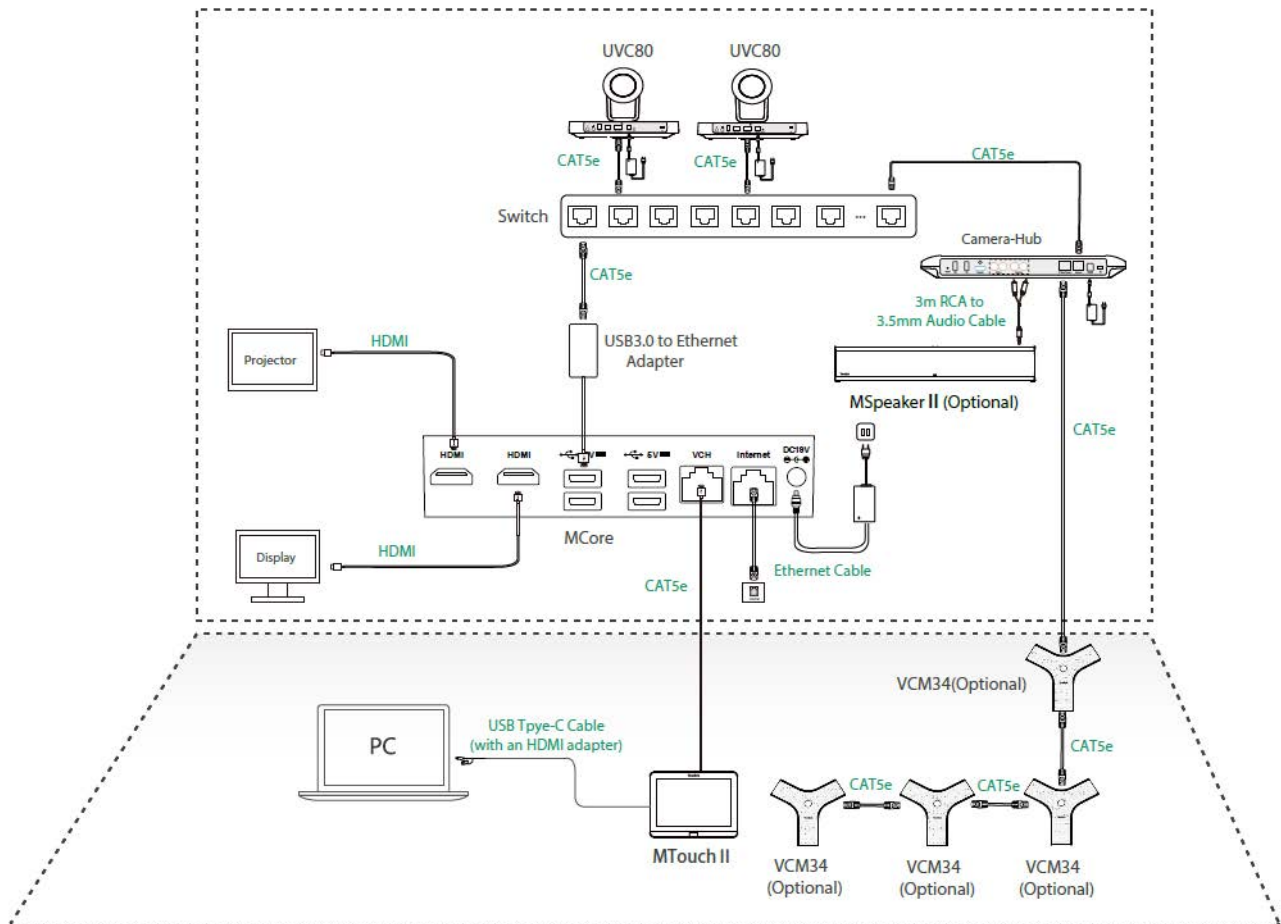 UVC80
UVC80
CAT5e
CAT5e
CAT5e
Switch
...
Camera-Hub
CAT5e
3m RCA to
3.5mm Audio Cable
USB3.0 to Ethernet
Adapter
HDMI
Projector
MSpeaker II (Optional)
CAT5e
HDMI
HDMI
V
5V
VCH
Internet
DC19V
MCore
HDMI
Display
Ethernet Cable
CAT5e
VCM34(Optional)
USB Tpye-C Cable
(with an HDMI adapter)
PC
CAT5e
CAT5e
CAT5e
MTouch II
VCM34
(Optional)
VCM34
(Optional)
VCM34
(Optional)